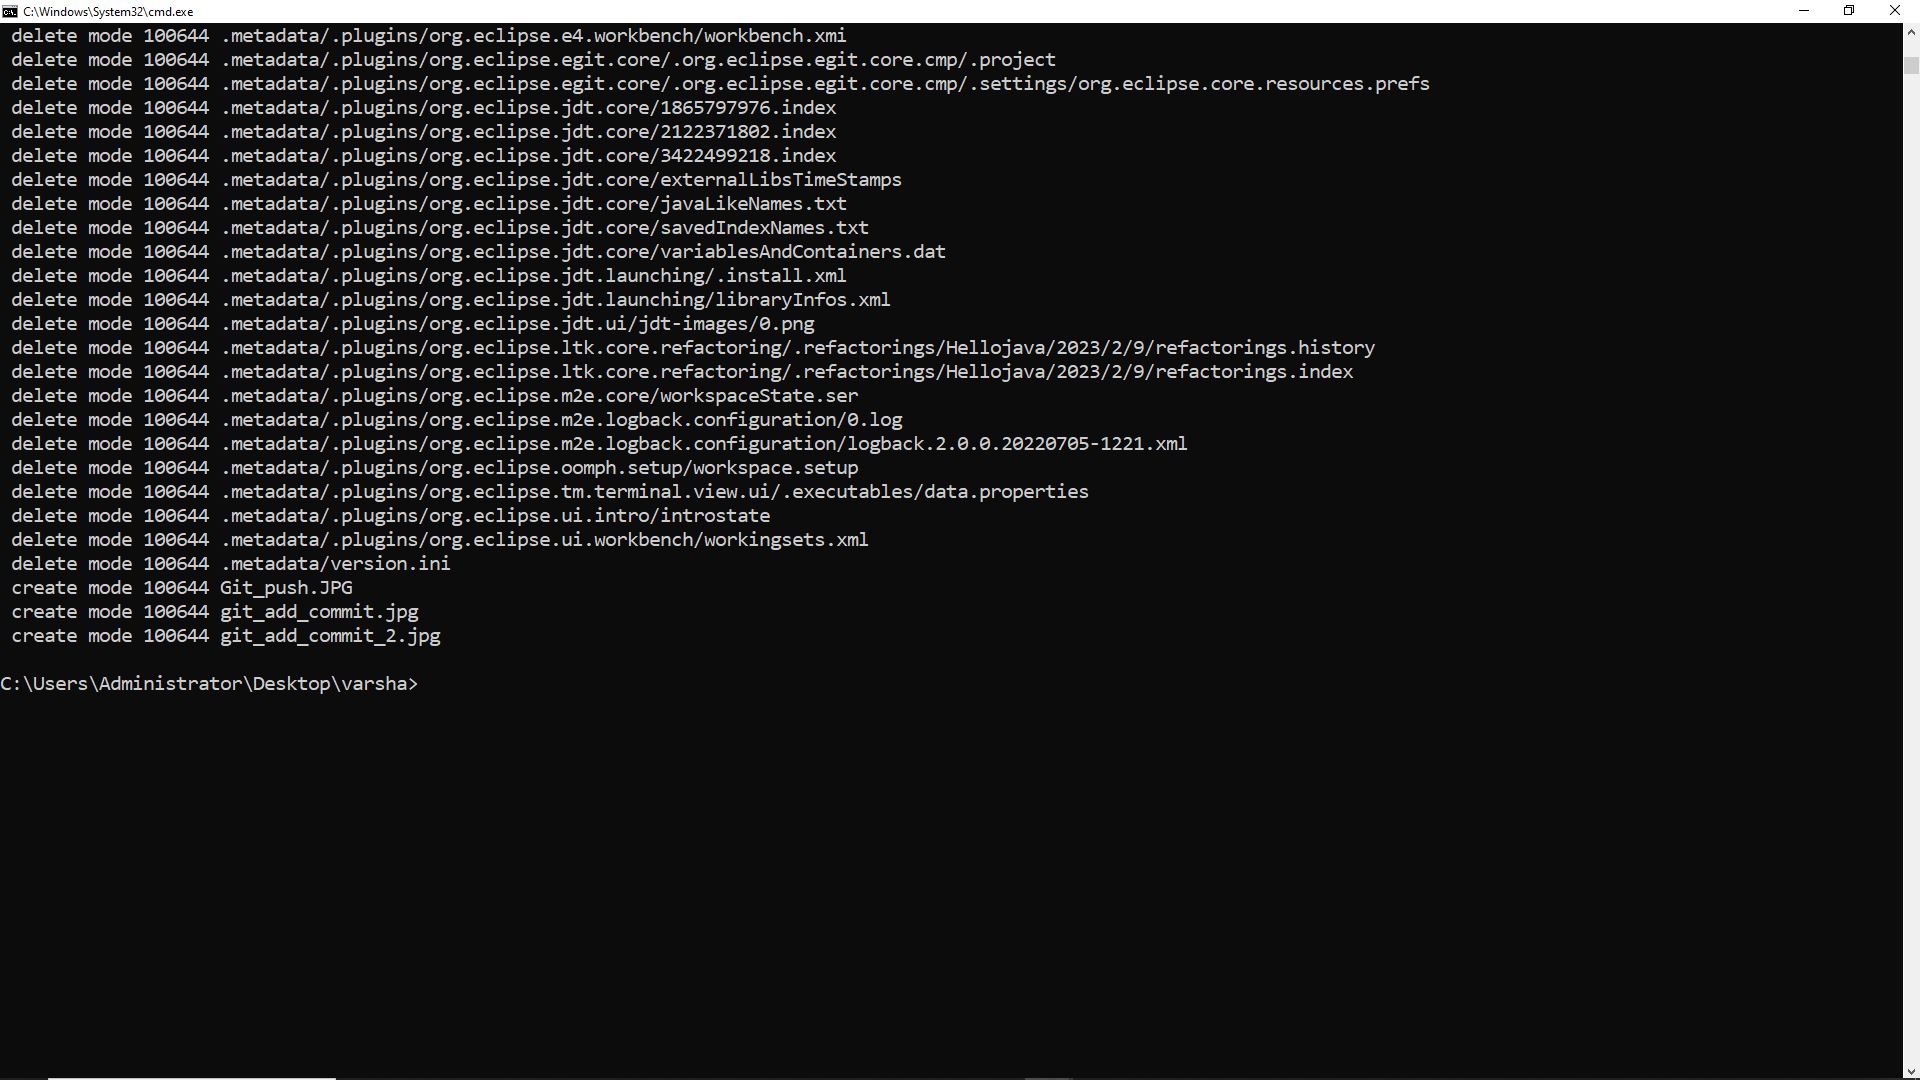 C:\Windows\System32\cmd.exe
delete mode 100644 .metadata/.plugins/org.eclipse.e4.workbench/workbench.xmi
delete mode 100644 .metadata/.plugins/org.eclipse.egit.core/.org.eclipse.egit.core.cmp/.project
delete mode 100644 .metadata/.plugins/org.eclipse.egit.core/.org.eclipse.egit.core.cmp/.settings/org.eclipse.core.resources.prefs
delete mode 100644 .metadata/.plugins/org.eclipse.jdt.core/1865797976.index
delete mode 100644 .metadata/.plugins/org.eclipse.jdt.core/2122371802.index
delete mode 100644 .metadata/.plugins/org.eclipse.jdt.core/3422499218.index
delete mode 100644 .metadata/.plugins/org.eclipse.jdt.core/externalLibsTimeStamps
delete mode 100644 .metadata/.plugins/org.eclipse.jdt.core/javaLikeNames.txt
delete mode 100644 .metadata/.plugins/org.eclipse.jdt.core/savedIndexNames.txt
delete mode 100644 .metadata/.plugins/org.eclipse.jdt.core/variablesAndContainers.dat
delete mode 100644 .metadata/.plugins/org.eclipse.jdt.launching/.install.xml
delete mode 100644 .metadata/.plugins/org.eclipse.jdt.launching/libraryInfos.xml
delete mode 100644 .metadata/.plugins/org.eclipse.jdt.ui/jdt-images/0.png
delete mode 100644 .metadata/.plugins/org.eclipse.ltk.core.refactoring/.refactorings/Hellojava/2023/2/9/refactorings.history
delete mode 100644 .metadata/.plugins/org.eclipse.ltk.core.refactoring/.refactorings/Hellojava/2023/2/9/refactorings.index
delete mode 100644 .metadata/.plugins/org.eclipse.m2e.core/workspaceState.ser
delete mode 100644 .metadata/.plugins/org.eclipse.m2e.logback.configuration/0.log
delete mode 100644 .metadata/.plugins/org.eclipse.m2e.logback.configuration/logback.2.0.0.20220705-1221.xml
delete mode 100644 .metadata/.plugins/org.eclipse.oomph.setup/workspace.setup
delete mode 100644 .metadata/.plugins/org.eclipse.tm.terminal.view.ui/.executables/data.properties
delete mode 100644 .metadata/.plugins/org.eclipse.ui.intro/introstate
delete mode 100644 .metadata/.plugins/org.eclipse.ui.workbench/workingsets.xml
delete mode 100644 .metadata/version.ini
create mode 100644 Git_push.JPG
create mode 100644 git_add_commit.jpg
create mode 100644 git_add_commit_2.jpg
C:\Users\Administrator\Desktop\varsha>